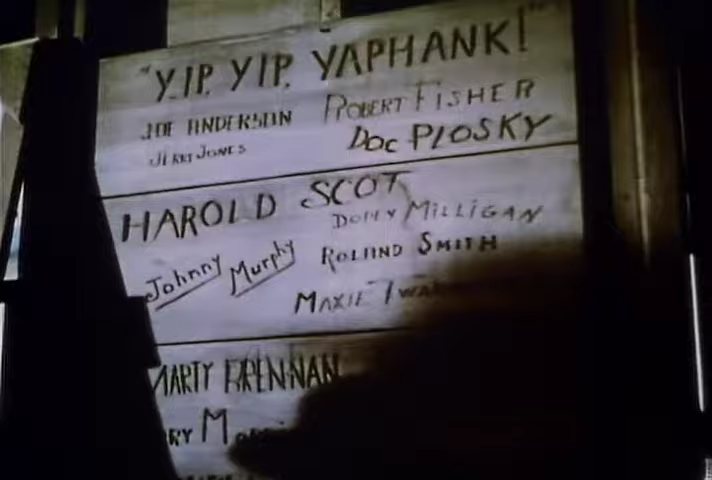 "YIP, YIP, YAPHANK!"
JOE ANDERSON ROBERT FISHER
JERRY JONES DOC PLOSKY
HAROLD SCOT
DONY MILLIGAN
Johnny Murphy ROLAND SMITH
MAXIE
MARTY BRENNAN